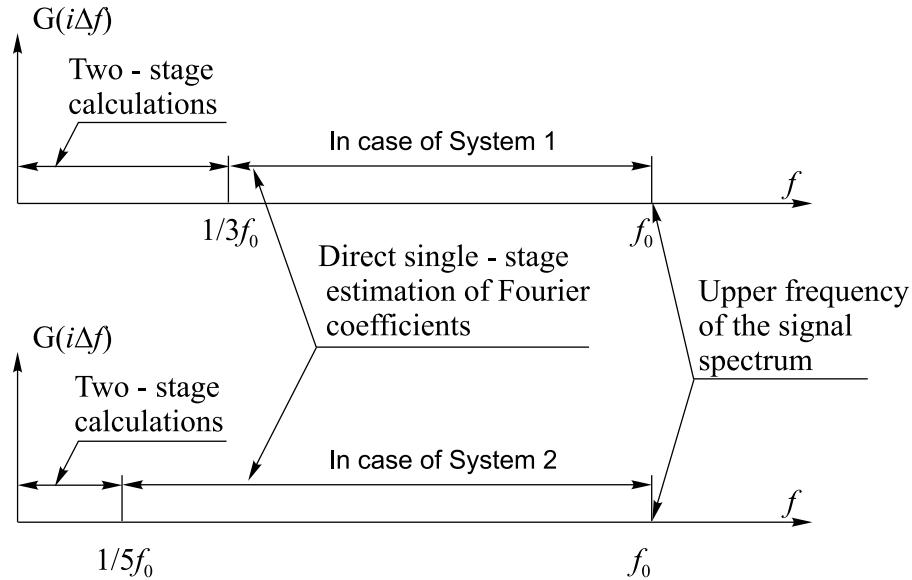 G(iΔf)
Two - stage
calculations
In case of System 1
f
1/3f₀
f₀
Direct single - stage
estimation of Fourier
coefficients
Upper frequency
of the signal
spectrum
G(iΔf)
Two - stage
calculations
In case of System 2
f
1/5f₀
f₀